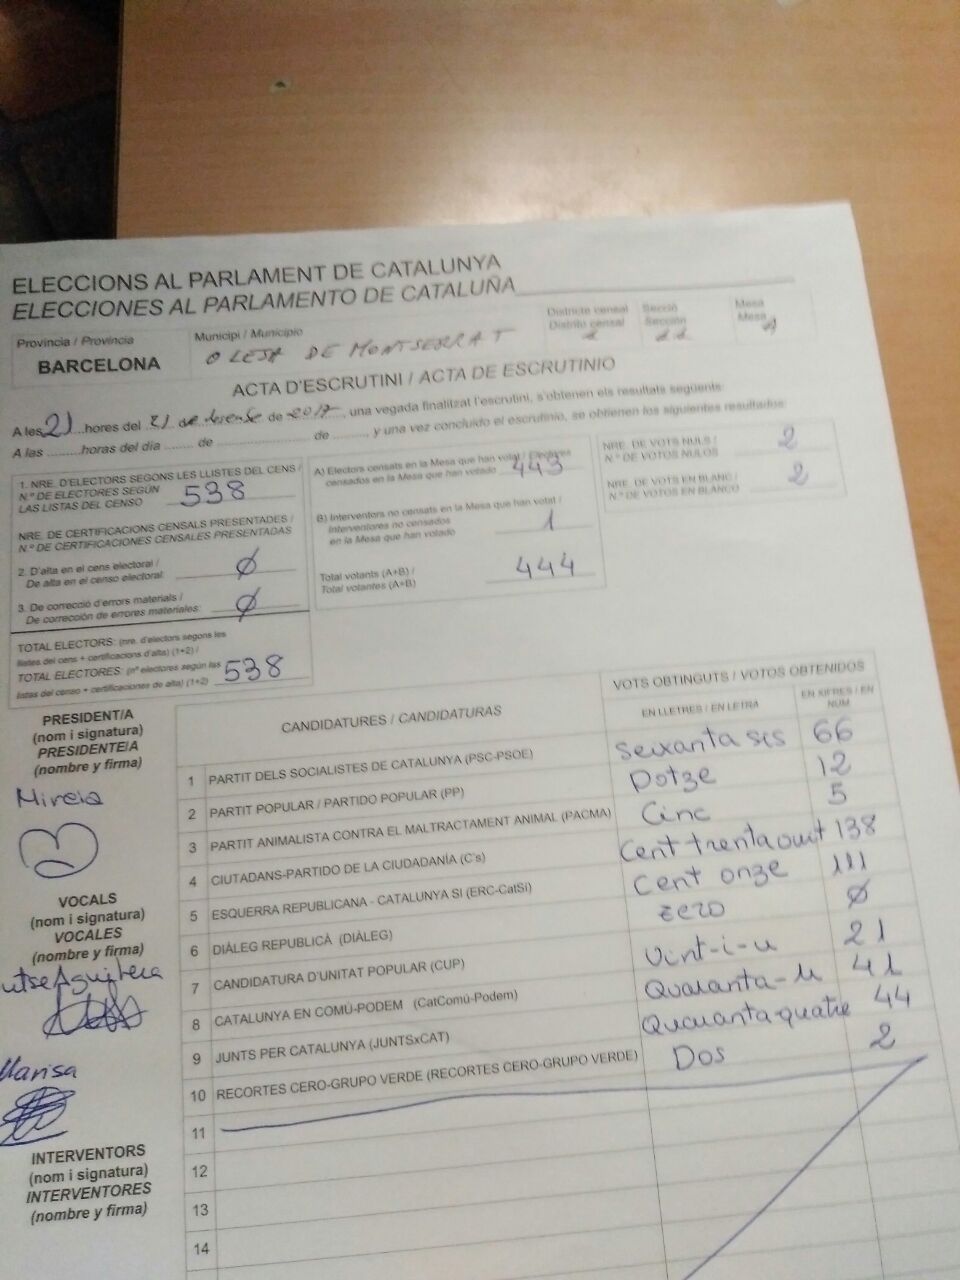 ELECCIONS AL PARLAMENT DE CATALUNYA
ELECCIONES AL PARLAMENTO DE CATALUÑA
Provincia / Provincia
BARCELONA
Municipi / Municipio
OLESA DE MONTSERRAT
Districte censal
Distrito censal
Secció
Sección
Mesa
Mesa
ACTA D'ESCRUTINI / ACTA DE ESCRUTINIO
A les 21 hores del 21 de desembre de 2017, una vegada finalitzat l'escrutini, s'obtenen els resultats següents:
A las .........horas del día ........ de .......................... de ........., y una vez concluido el escrutinio, se obtienen los siguientes resultados:
1. NRE. D'ELECTORS SEGONS LES LLISTES DEL CENS /
N.º DE ELECTORES SEGÚN
LAS LISTAS DEL CENSO
538
NRE. DE CERTIFICACIONS CENSALS PRESENTADES /
N.º DE CERTIFICACIONES CENSALES PRESENTADAS
2. D'alta en el cens electoral /
De alta en el censo electoral:
Ø
3. De correcció d'errors materials /
De corrección de errores materiales:
Ø
TOTAL ELECTORS: (nre. d'electors segons les
llistes del cens + certificacions d'alta) (1+2) /
TOTAL ELECTORES: (nº electores según las
listas del censo + certificaciones de alta) (1+2)
538
A) Electors censats en la Mesa que han votat / Electores
censados en la Mesa que han votado
443
B) Interventors no censats en la Mesa que han votat /
Interventores no censados
en la Mesa que han votado
1
Total votants (A+B) /
Total votantes (A+B)
444
NRE. DE VOTS NULS /
N.º DE VOTOS NULOS
2
NRE. DE VOTS EN BLANC /
N.º DE VOTOS EN BLANCO
2
PRESIDENT/A
(nom i signatura)
PRESIDENTE/A
(nombre y firma)
Mireia
VOCALS
(nom i signatura)
VOCALES
(nombre y firma)
Marisa
INTERVENTORS
(nom i signatura)
INTERVENTORES
(nombre y firma)
CANDIDATURES / CANDIDATURAS
VOTS OBTINGUTS / VOTOS OBTENIDOS
EN LLETRES / EN LETRA
EN XIFRES / EN
NUM
1 PARTIT DELS SOCIALISTES DE CATALUNYA (PSC-PSOE) Seixanta sis 66
2 PARTIT POPULAR / PARTIDO POPULAR (PP) Dotze 12
3 PARTIT ANIMALISTA CONTRA EL MALTRACTAMENT ANIMAL (PACMA) Cinc 5
4 CIUTADANS-PARTIDO DE LA CIUDADANÍA (C's) Cent trenta ouit 138
5 ESQUERRA REPUBLICANA - CATALUNYA SI (ERC-CatSí) Cent onze 111
6 DIÀLEG REPUBLICÀ (DIÀLEG) zero Ø
7 CANDIDATURA D'UNITAT POPULAR (CUP) Vint-i-u 21
8 CATALUNYA EN COMÚ-PODEM (CatComú-Podem) Quaranta-u 41
9 JUNTS PER CATALUNYA (JUNTSxCAT) Quaranta-quatre 44
10 RECORTES CERO-GRUPO VERDE (RECORTES CERO-GRUPO VERDE) Dos 2
11
12
13
14